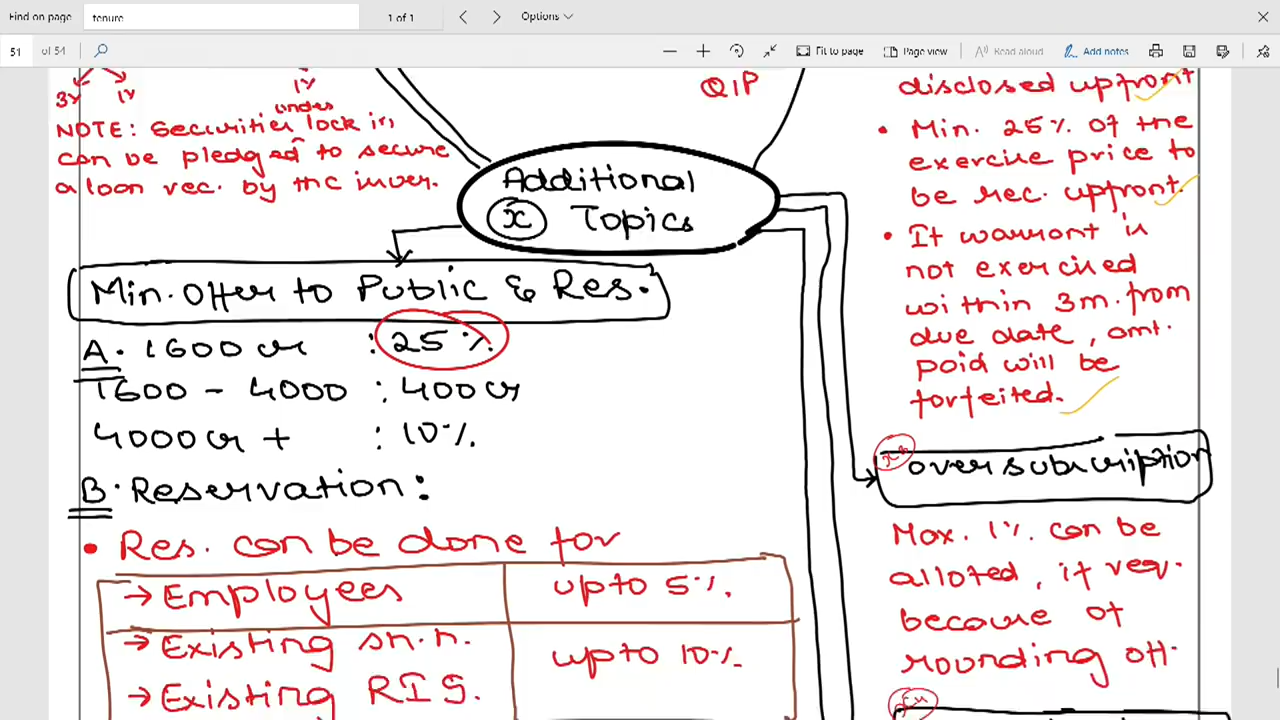 Find on page tenure 1 of 1 Options
51 of 54 Fit to page Page view Read aloud Add notes
3Y 1Y 1Y
QIP
under
NOTE: Securities lock in
can be pledged to secure
a loan rec. by the inver.
Additional
x Topics
Min. Offer to Public & Res.
A. 1600 cr : 25%
1600 - 4000 : 400 cr
4000 cr + : 10%
B. Reservation:
• Res. can be done for
→ Employees upto 5%.
→ Existing sh.h. upto 10%.
→ Existing RIS.
disclosed upfront
• Min. 25% of the
exercise price to
be rec. upfront.
• If warrant is
not exercised
within 3m. from
due date, amt.
paid will be
forfeited.
over subscription
Max. 1% can be
alloted, if req.
because of
rounding off.